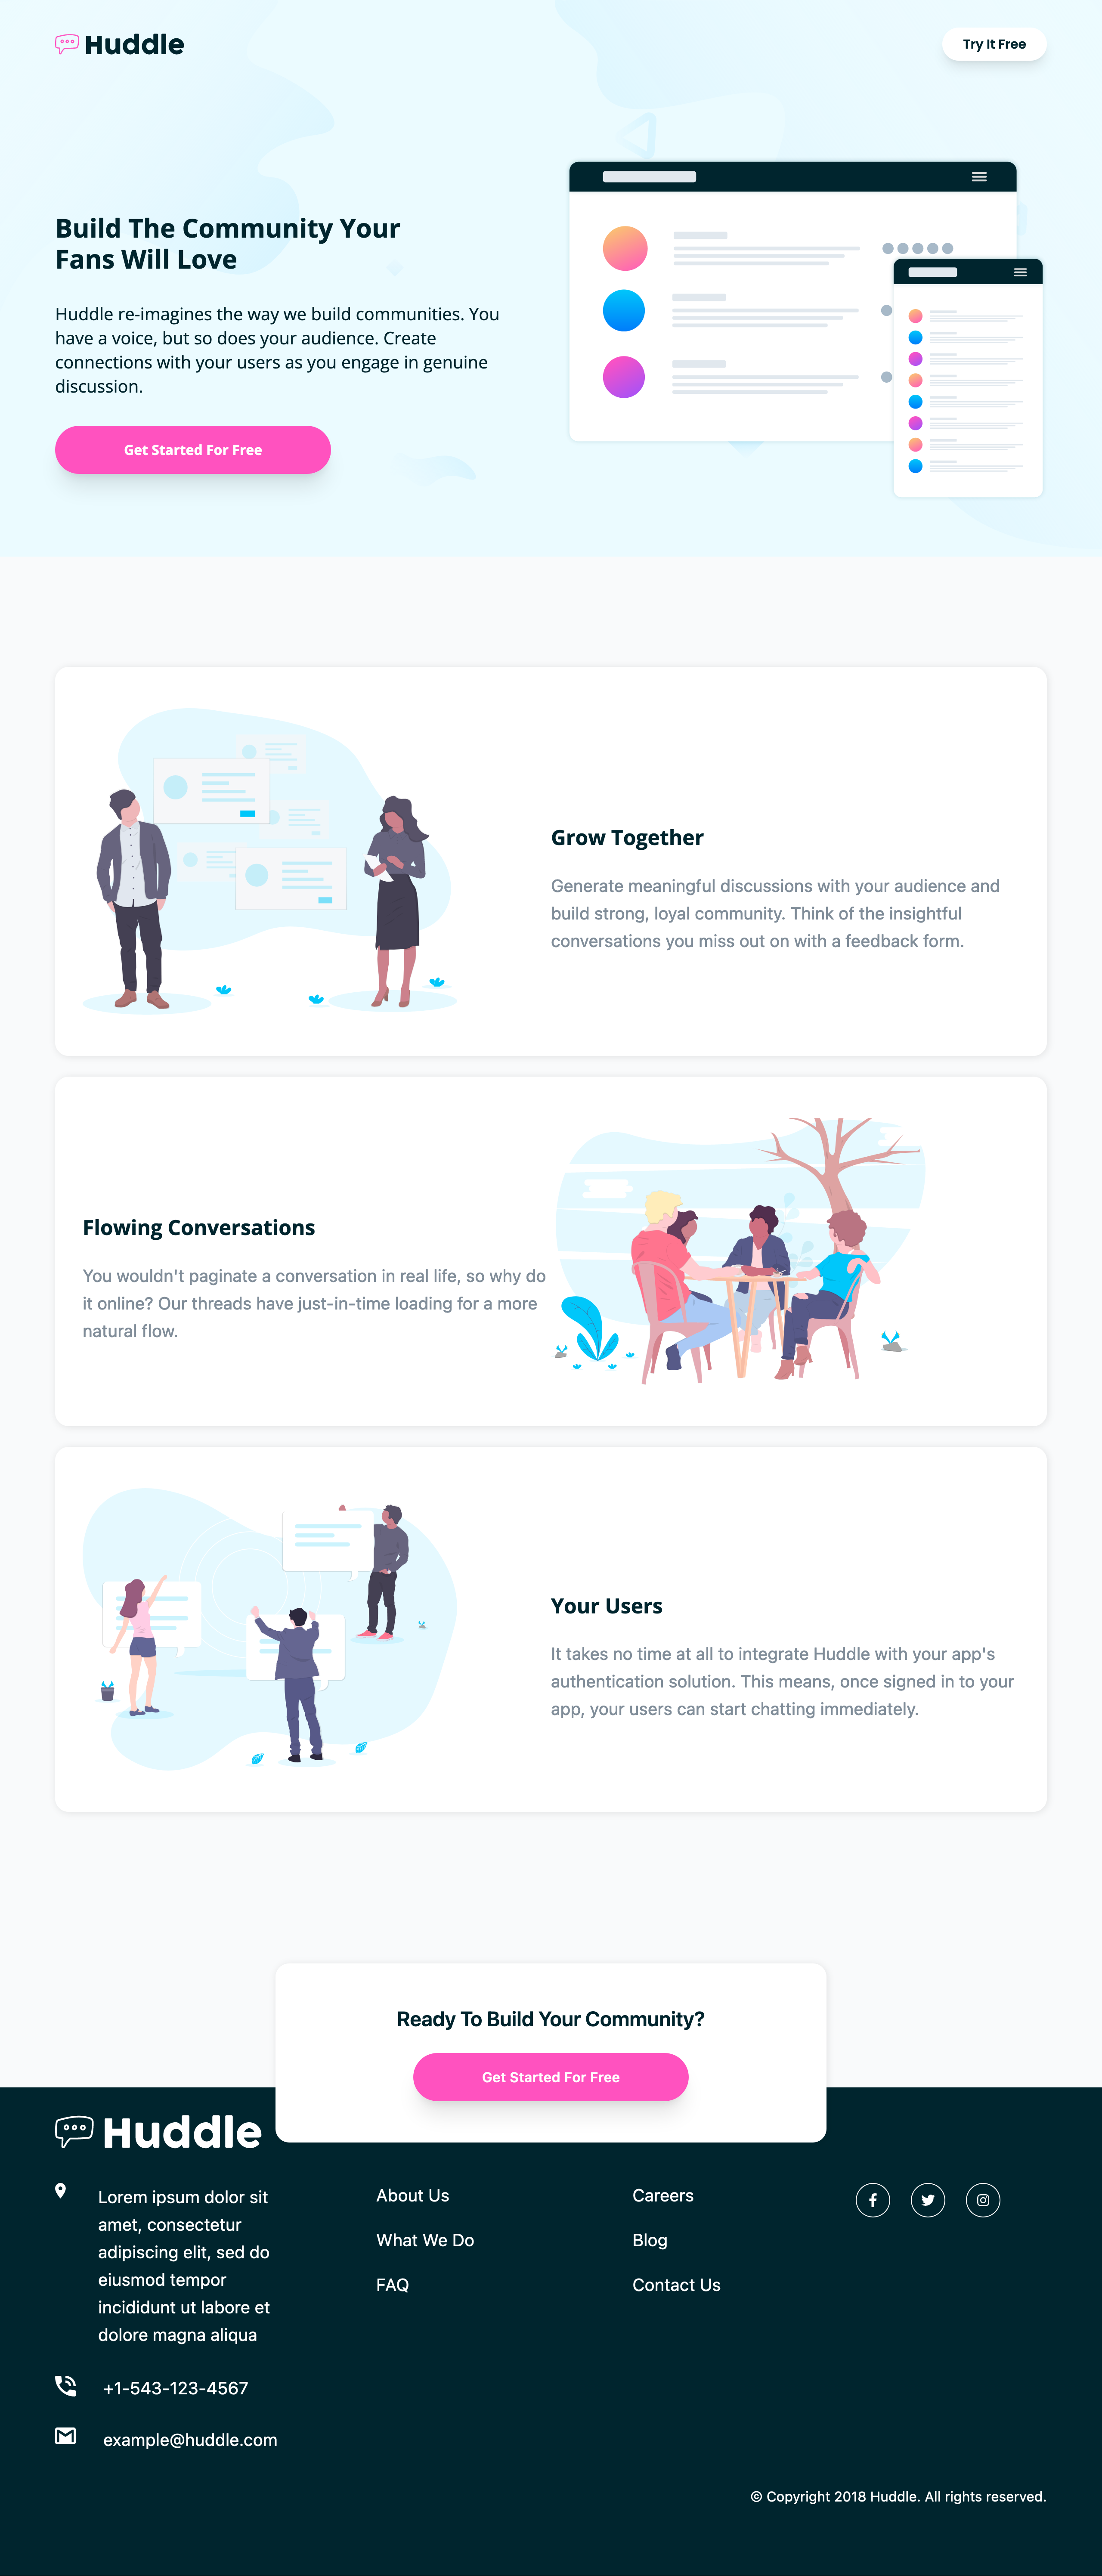 Huddle
Try It Free
Build The Community Your
Fans Will Love
Huddle re-imagines the way we build communities. You
have a voice, but so does your audience. Create
connections with your users as you engage in genuine
discussion.
Get Started For Free
Grow Together
Generate meaningful discussions with your audience and
build strong, loyal community. Think of the insightful
conversations you miss out on with a feedback form.
Flowing Conversations
You wouldn't paginate a conversation in real life, so why do
it online? Our threads have just-in-time loading for a more
natural flow.
Your Users
It takes no time at all to integrate Huddle with your app's
authentication solution. This means, once signed in to your
app, your users can start chatting immediately.
Ready To Build Your Community?
Get Started For Free
Huddle
Lorem ipsum dolor sit
amet, consectetur
adipiscing elit, sed do
eiusmod tempor
incididunt ut labore et
dolore magna aliqua
+1-543-123-4567
example@huddle.com
About Us
What We Do
FAQ
Careers
Blog
Contact Us
© Copyright 2018 Huddle. All rights reserved.